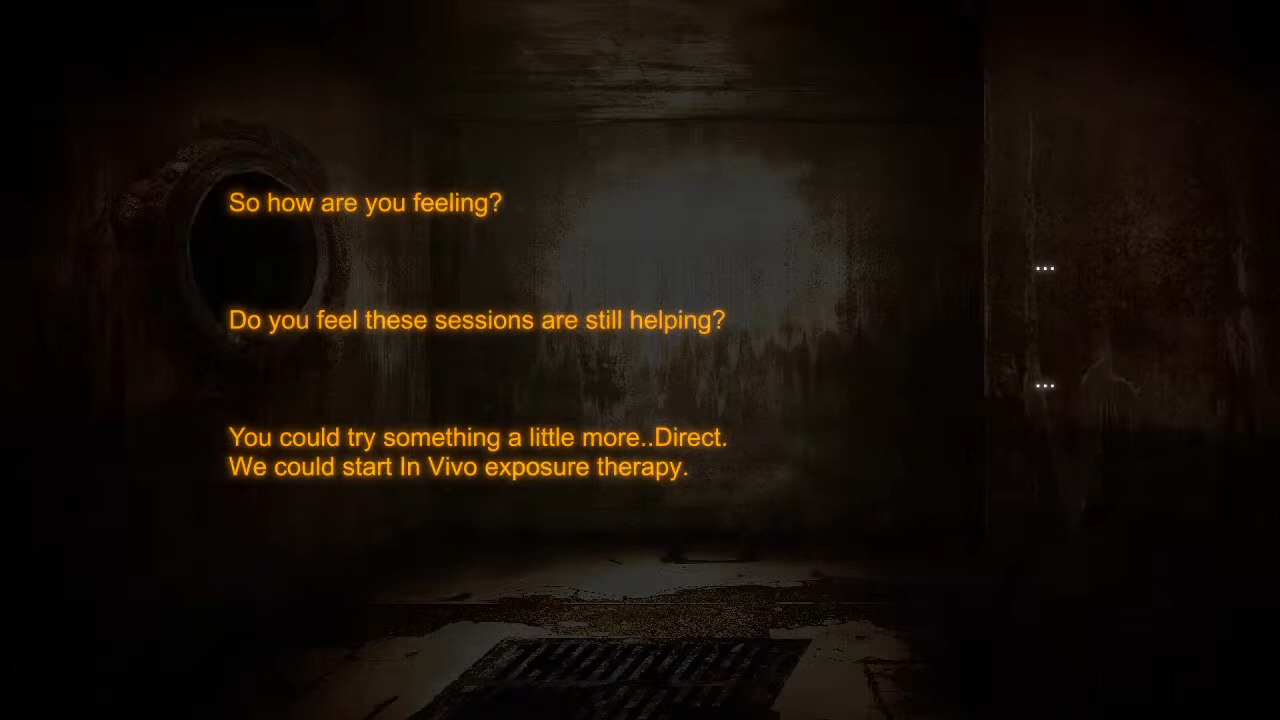 So how are you feeling?
...
Do you feel these sessions are still helping?
...
You could try something a little more..Direct.
We could start In Vivo exposure therapy.